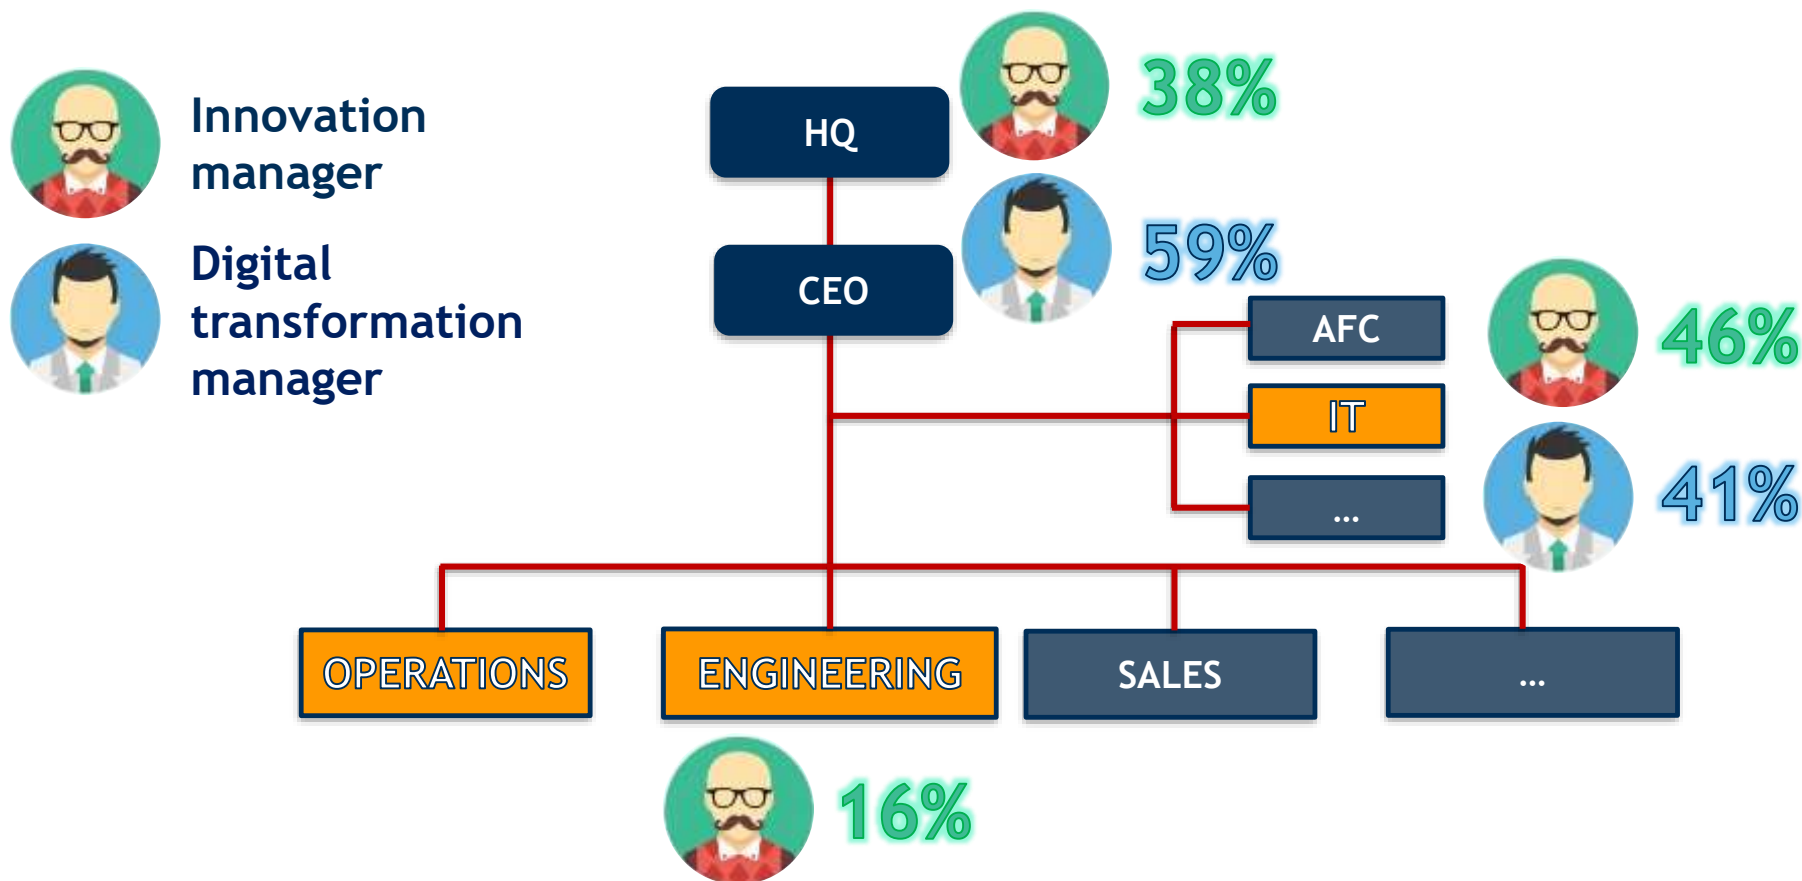 Innovation
manager
Digital
transformation
manager
HQ
38%
CEO
59%
AFC
46%
IT
...
41%
OPERATIONS
ENGINEERING
SALES
...
16%